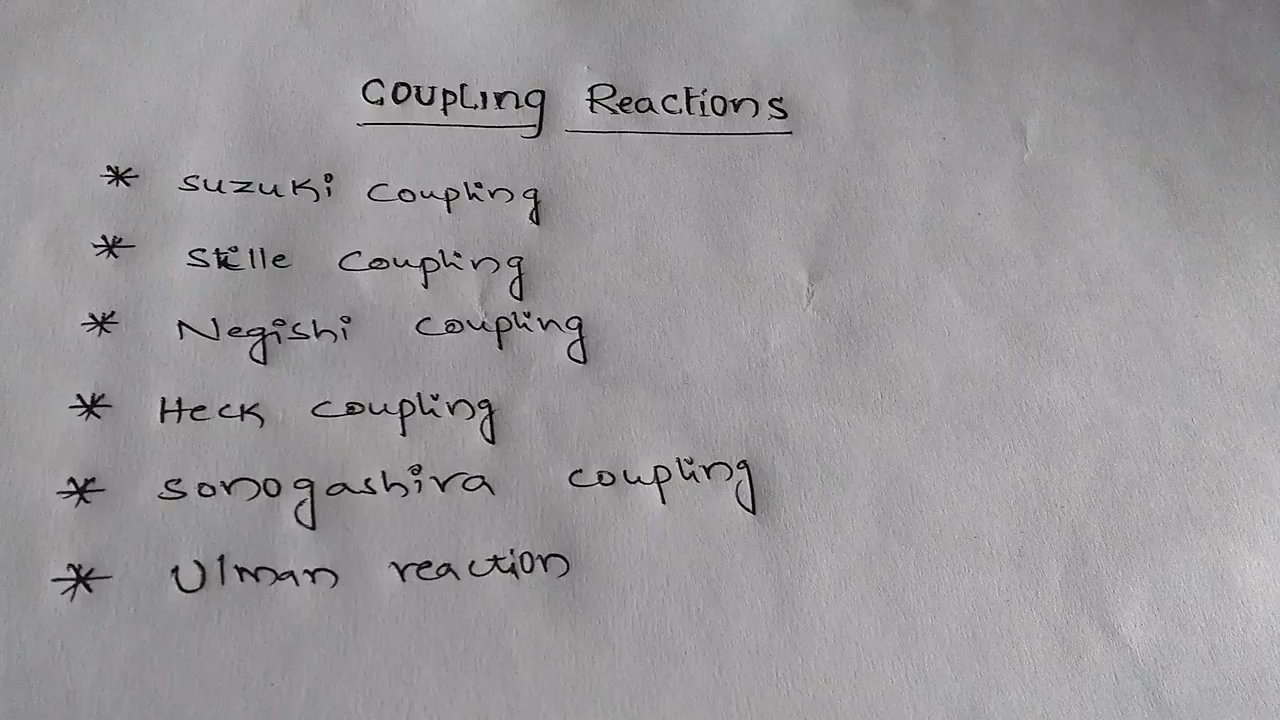 Coupling Reactions
* Suzuki Coupling
* Stille Coupling
* Negishi Coupling
* Heck Coupling
* Sonogashira Coupling
* Ulman reaction